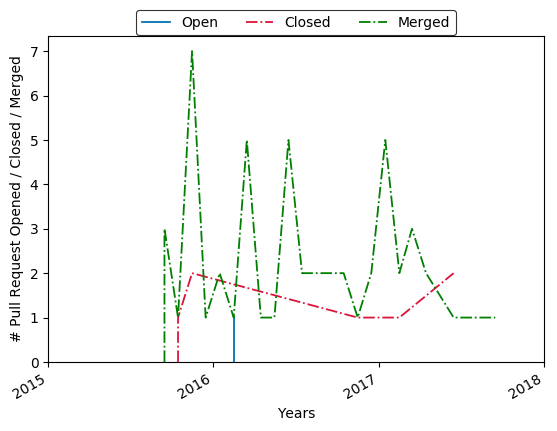 Open Closed Merged
# Pull Request Opened / Closed / Merged
7
6
5
4
3
2
1
0
2015 2016 2017 2018
Years